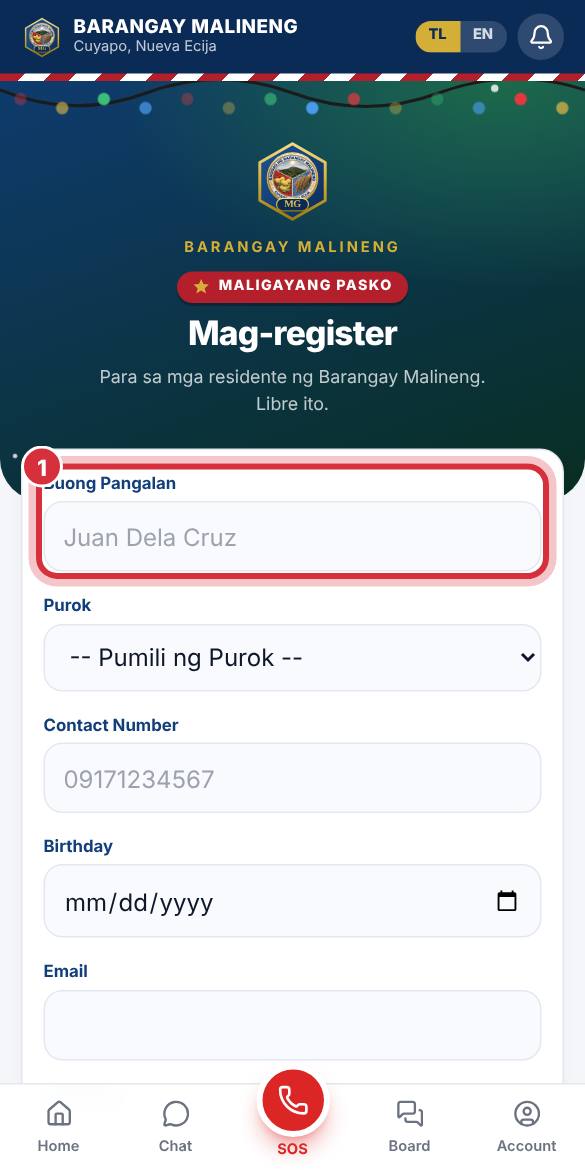 BARANGAY MALINENG
Cuyapo, Nueva Ecija
TL EN
MG
BARANGAY MALINENG
MALIGAYANG PASKO
Mag-register
Para sa mga residente ng Barangay Malineng.
Libre ito.
1
Buong Pangalan
Juan Dela Cruz
Purok
-- Pumili ng Purok --
Contact Number
09171234567
Birthday
mm/dd/yyyy
Email
Home
Chat
SOS
Board
Account